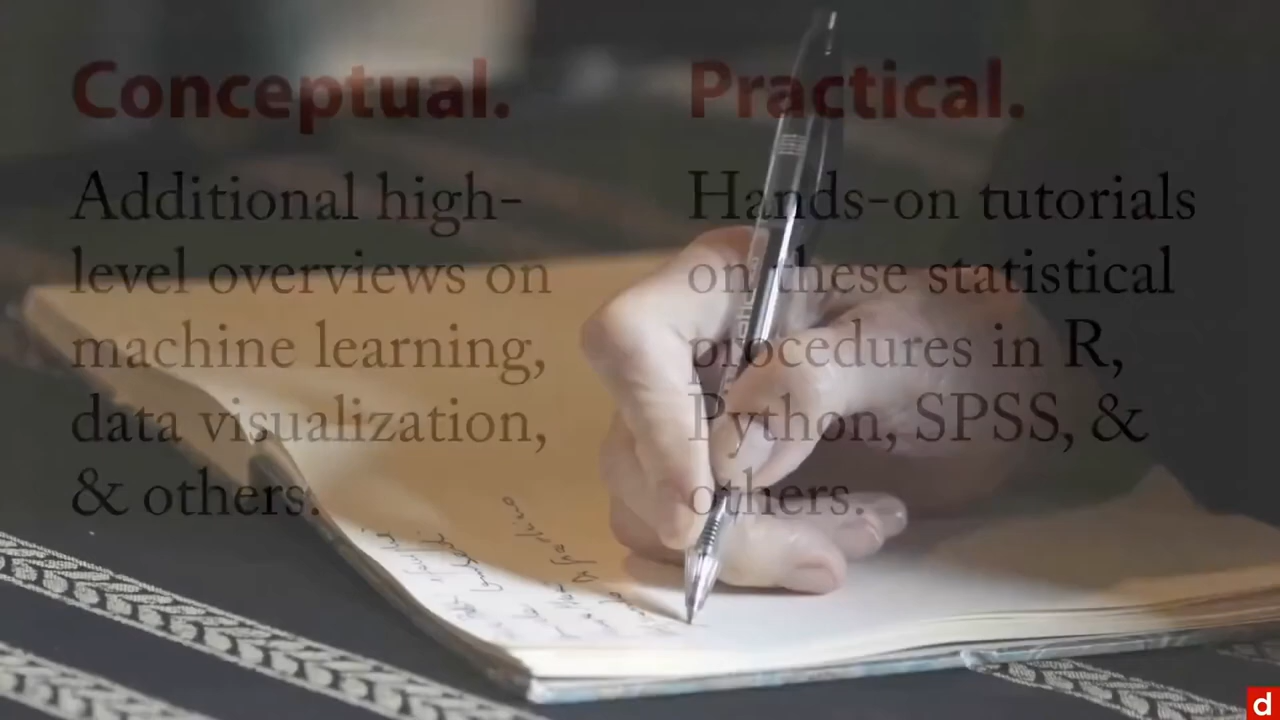 Conceptual.
Additional high-
level overviews on
machine learning,
data visualization,
& others.
Practical.
Hands-on tutorials
on these statistical
procedures in R,
Python, SPSS, &
others.
d